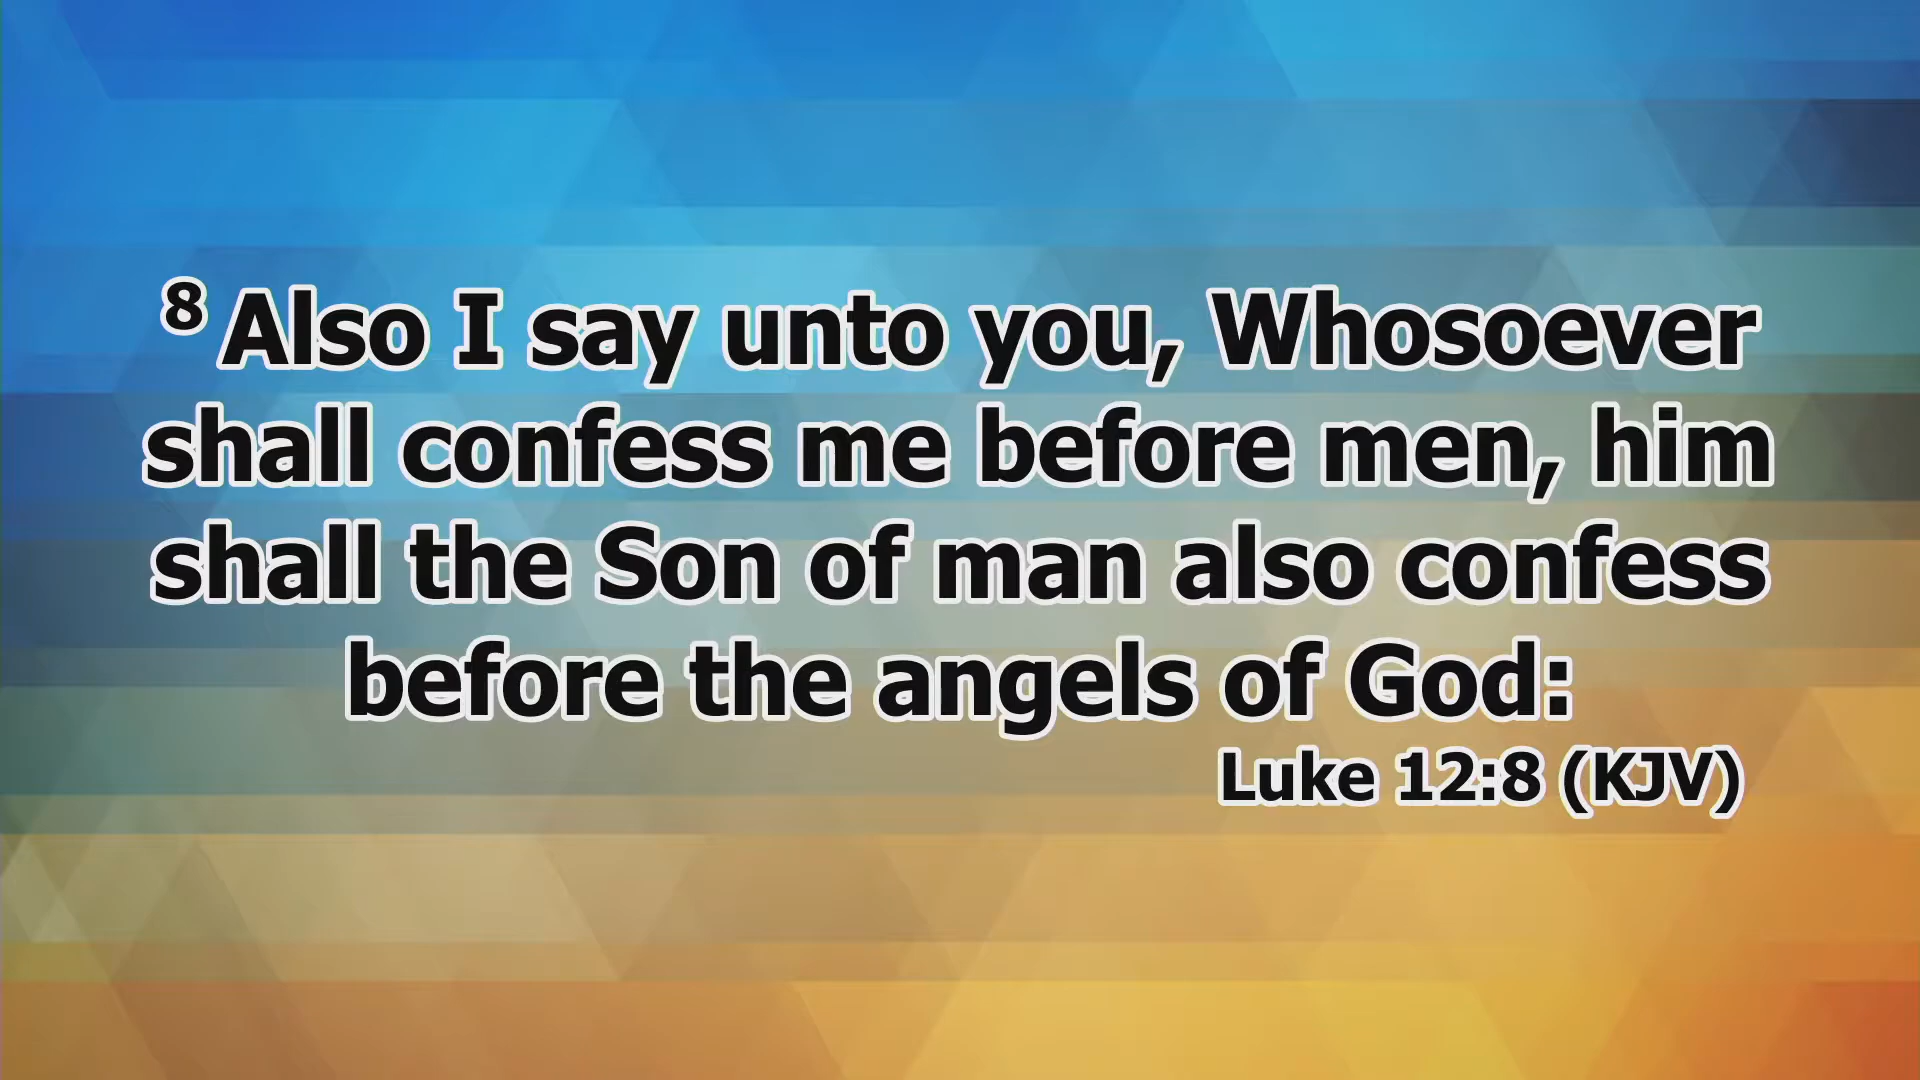 8 Also I say unto you, Whosoever
shall confess me before men, him
shall the Son of man also confess
before the angels of God:
Luke 12:8 (KJV)